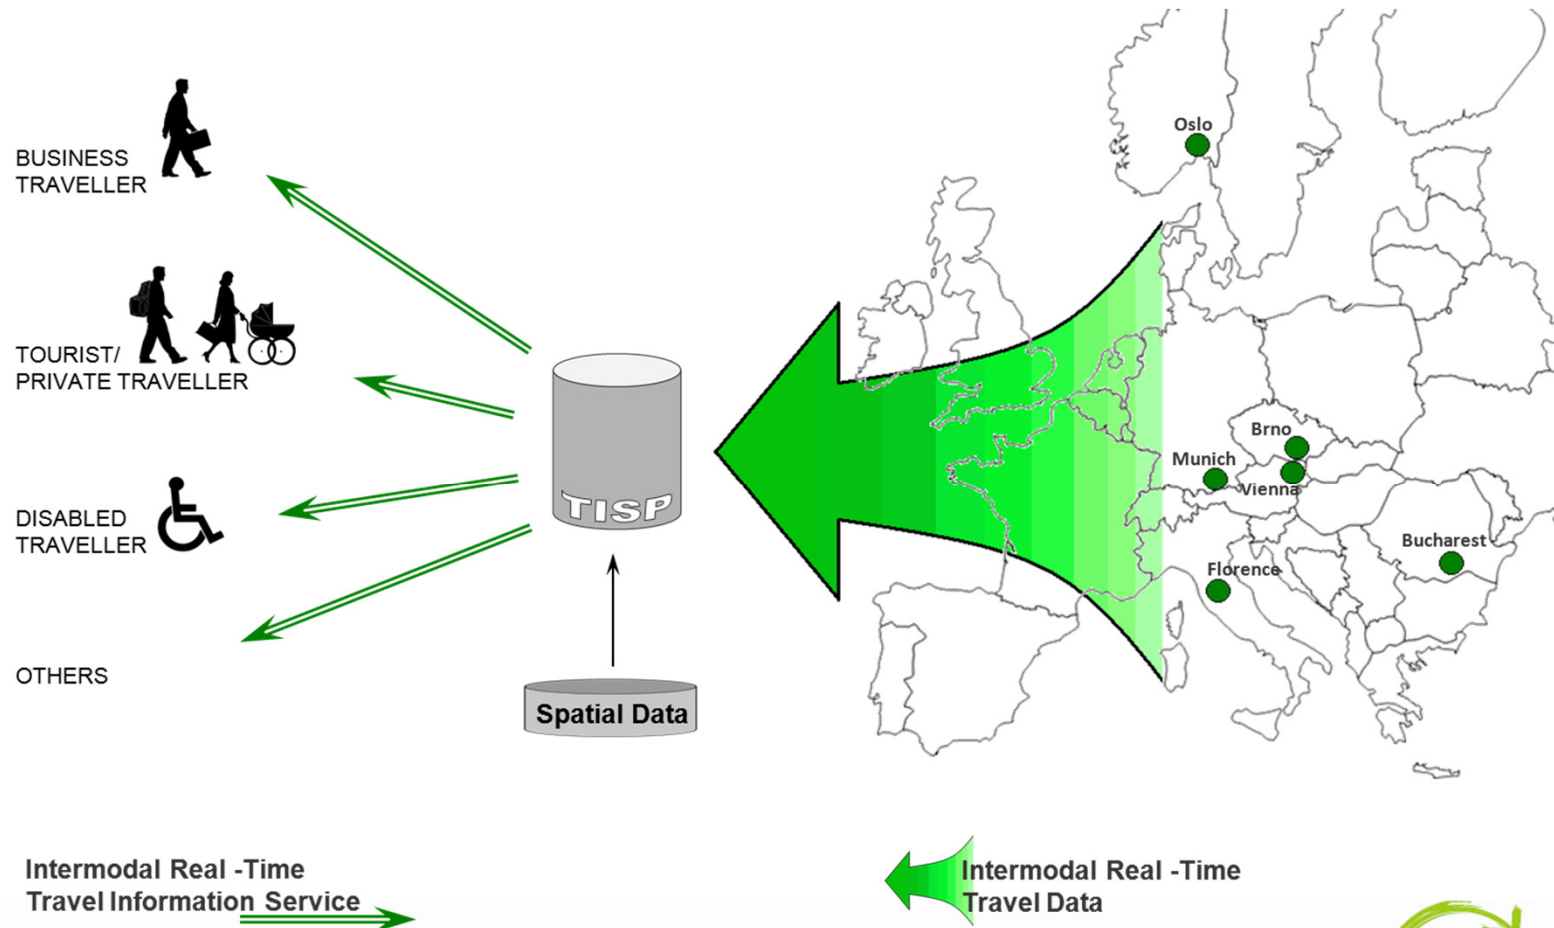 BUSINESS
TRAVELLER
TOURIST/
PRIVATE TRAVELLER
DISABLED
TRAVELLER
OTHERS
TISP
Spatial Data
Oslo
Brno
Munich
Vienna
Bucharest
Florence
Intermodal Real -Time
Travel Information Service
Intermodal Real -Time
Travel Data